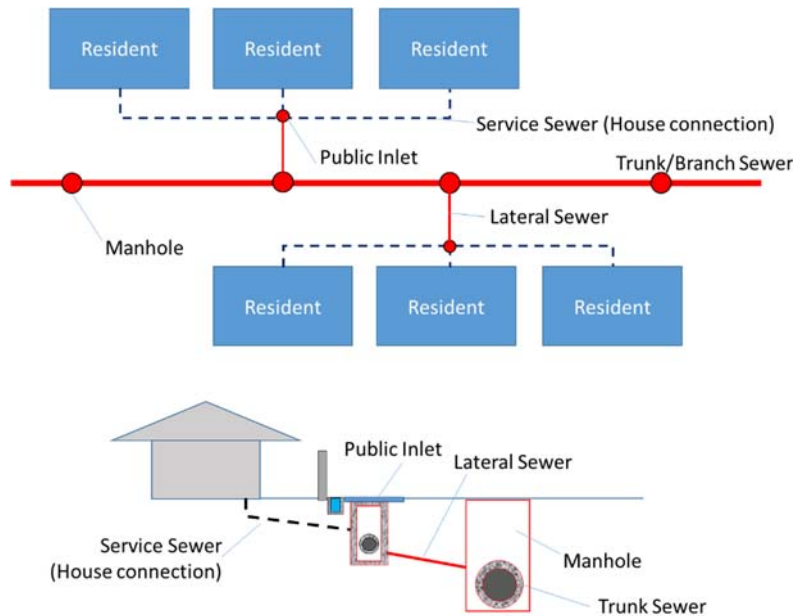 Resident
Resident
Resident
Service Sewer (House connection)
Public Inlet
Trunk/Branch Sewer
Lateral Sewer
Manhole
Resident
Resident
Resident
Public Inlet
Lateral Sewer
Service Sewer
(House connection)
Manhole
Trunk Sewer